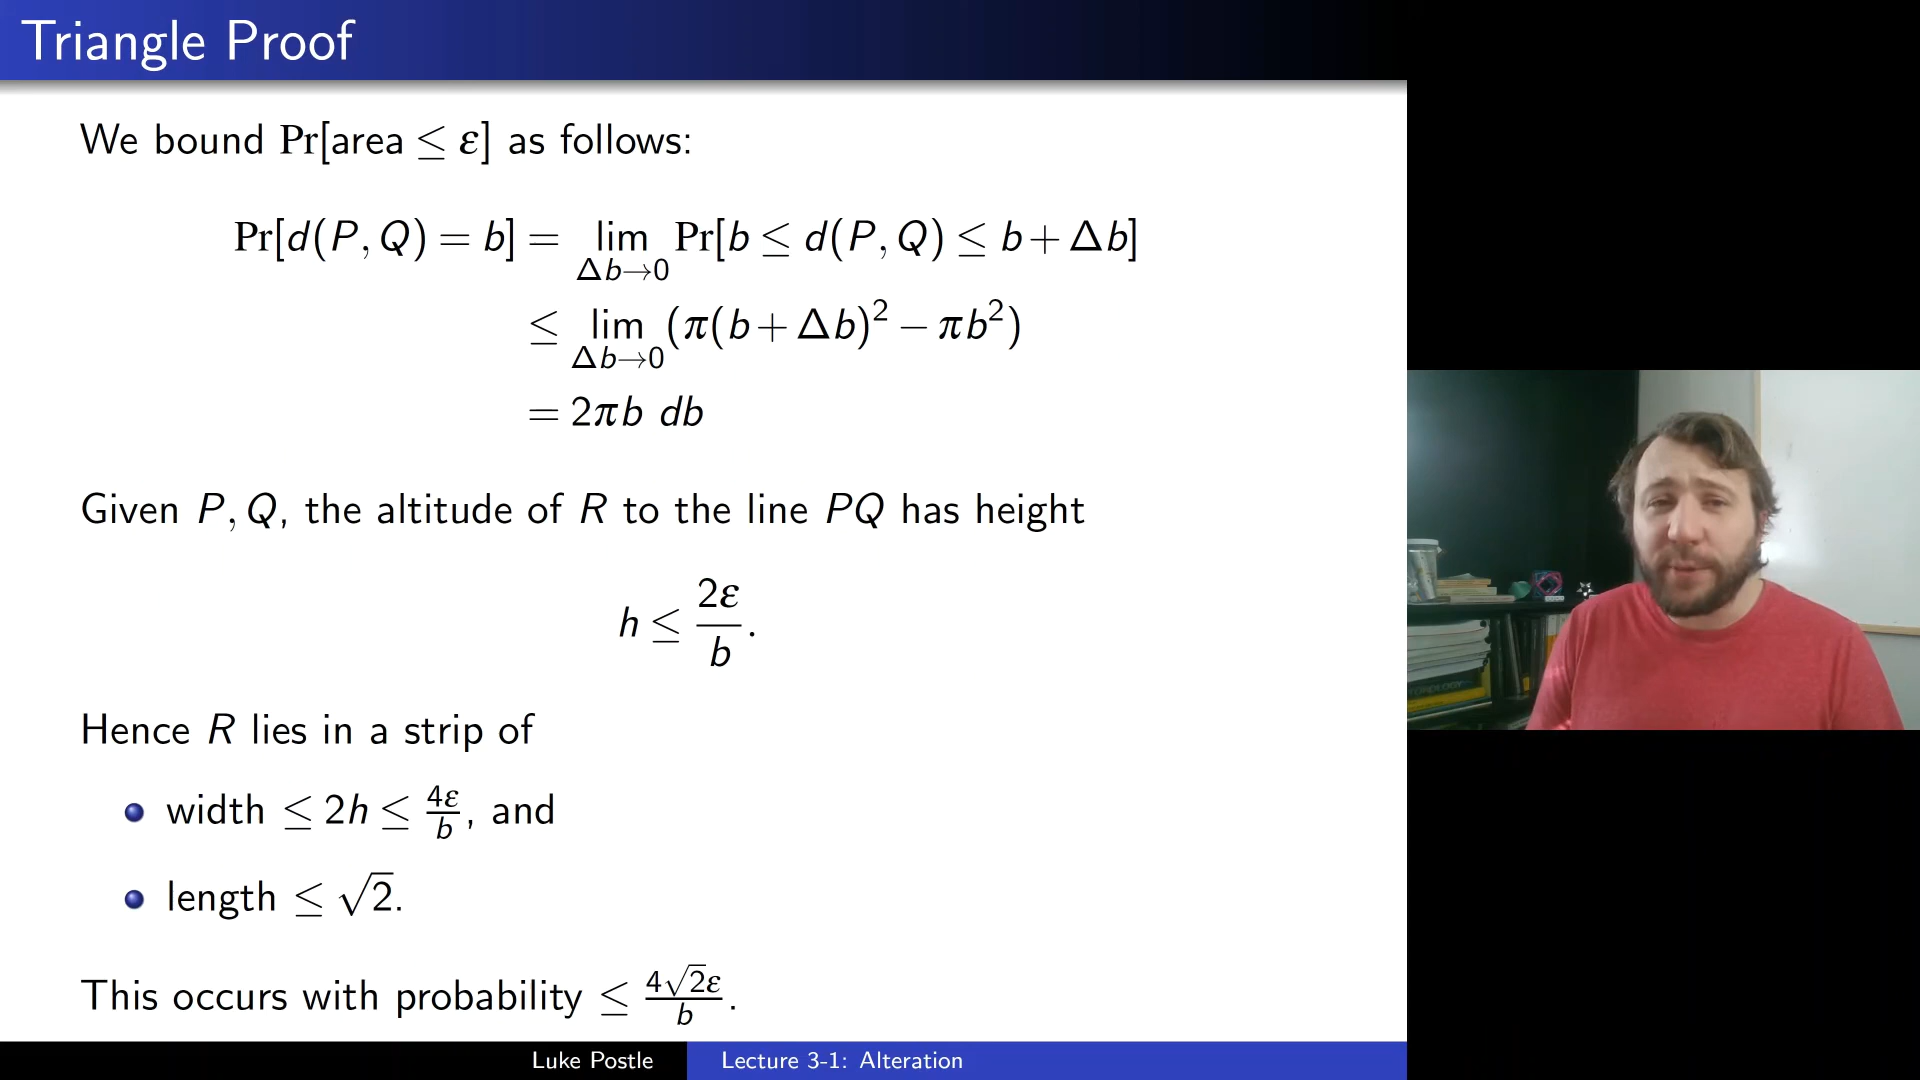 Triangle Proof
We bound Pr[area ≤ ε] as follows:
Pr[d(P, Q) = b] = lim_{Δb→0} Pr[b ≤ d(P, Q) ≤ b + Δb]
≤ lim_{Δb→0} (π(b + Δb)² − πb²)
= 2πb db
Given P, Q, the altitude of R to the line PQ has height
h ≤ 2ε/b.
Hence R lies in a strip of
width ≤ 2h ≤ 4ε/b, and
length ≤ √2.
This occurs with probability ≤ 4√2ε/b.
Luke Postle
Lecture 3-1: Alteration